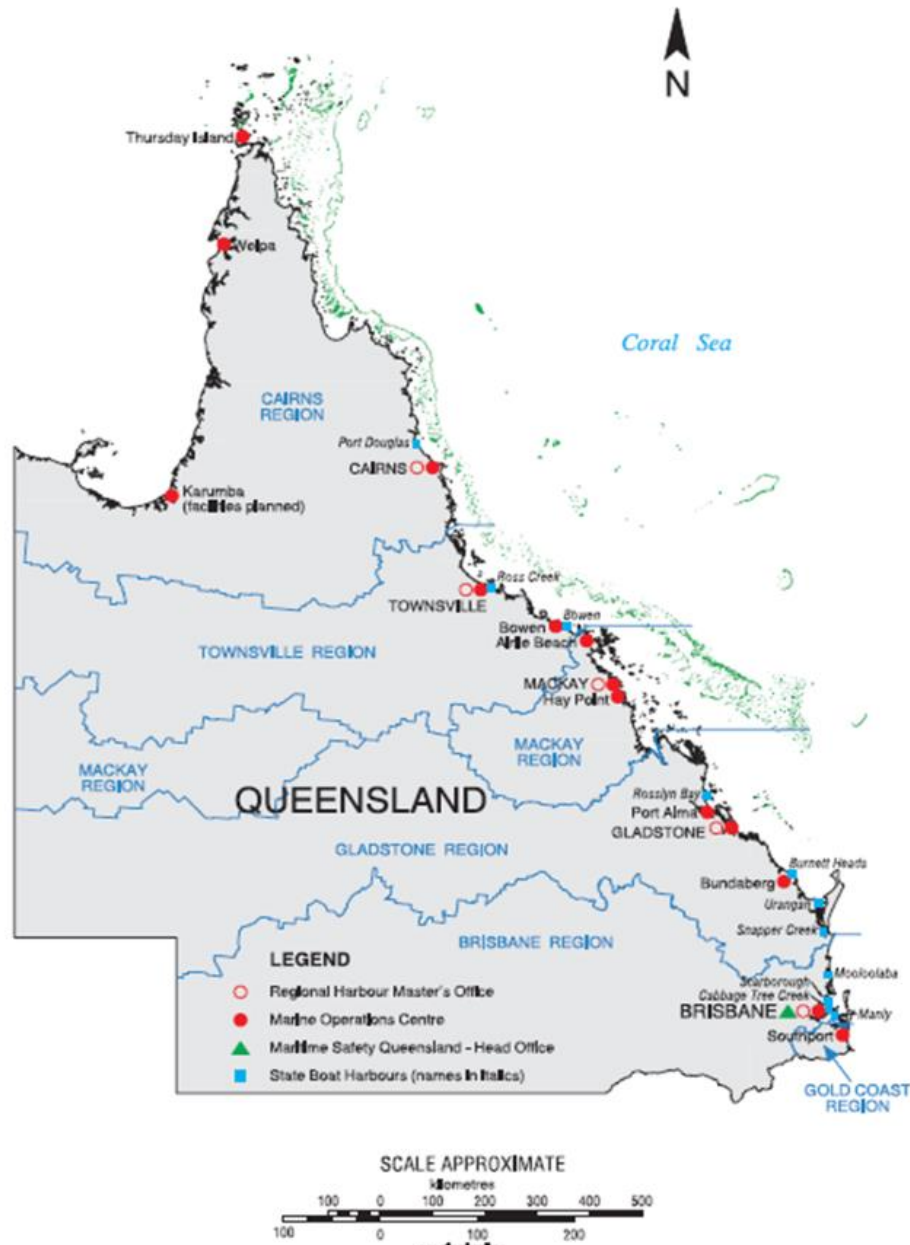 N
Thursday Island
Weipa
Coral Sea
CAIRNS
REGION
Port Douglas
CAIRNS
Karumba
(facilities planned)
Ross Creek
TOWNSVILLE
Bowen
Bowen
Airlie Beach
TOWNSVILLE REGION
MACKAY
Hay Point
MACKAY
REGION
MACKAY
REGION
QUEENSLAND
Rosslyn Bay
Port Alma
GLADSTONE
GLADSTONE REGION
Burnett Heads
Bundaberg
Urangan
Snapper Creek
BRISBANE REGION
LEGEND
Mooloolaba
Scarborough
Cabbage Tree Creek
Regional Harbour Master's Office
BRISBANE
Manly
Marine Operations Centre
Southport
Maritime Safety Queensland - Head Office
State Boat Harbours (names in Italics)
GOLD COAST
REGION
SCALE APPROXIMATE
kilometres
100 0 100 200 300 400 500
100 0 100 200